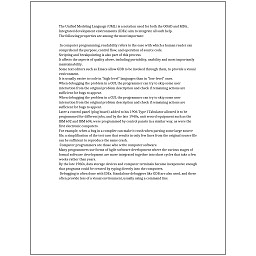 The Unified Modeling Language (UML) is a notation used for both the OOAD and MDA.
Integrated development environments (IDEs) aim to integrate all such help.
The following properties are among the most important:
Computer programming readability refers to the ease with which a human reader can
comprehend the purpose, control flow, and operation of source code.
Scripting and breakpointing is also part of this process.
It affects the aspects of quality above, including portability, usability and most importantly
maintainability.
Some text editors such as Emacs allow GDB to be invoked through them, to provide a visual
environment.
It is usually easier to code in "high-level" languages than in "low-level" ones.
When debugging the problem in a GUI, the programmer can try to skip some user
interaction from the original problem description and check if remaining actions are
sufficient for bugs to appear.
When debugging the problem in a GUI, the programmer can try to skip some user
interaction from the original problem description and check if remaining actions are
sufficient for bugs to appear.
Later a control panel (plug board) added to his 1906 Type I Tabulator allowed it to be
programmed for different jobs, and by the late 1940s, unit record equipment such as the
IBM 602 and IBM 604, were programmed by control panels in a similar way, as were the
first electronic computers.
For example, when a bug in a compiler can make it crash when parsing some large source
file, a simplification of the test case that results in only few lines from the original source file
can be sufficient to reproduce the same crash.
Computer programmers are those who write computer software.
Many programmers use forms of Agile software development where the various stages of
formal software development are more integrated together into short cycles that take a few
weeks rather than years.
By the late 1960s, data storage devices and computer terminals became inexpensive enough
that programs could be created by typing directly into the computers.
Debugging is often done with IDEs. Standalone debuggers like GDB are also used, and these
often provide less of a visual environment, usually using a command line.